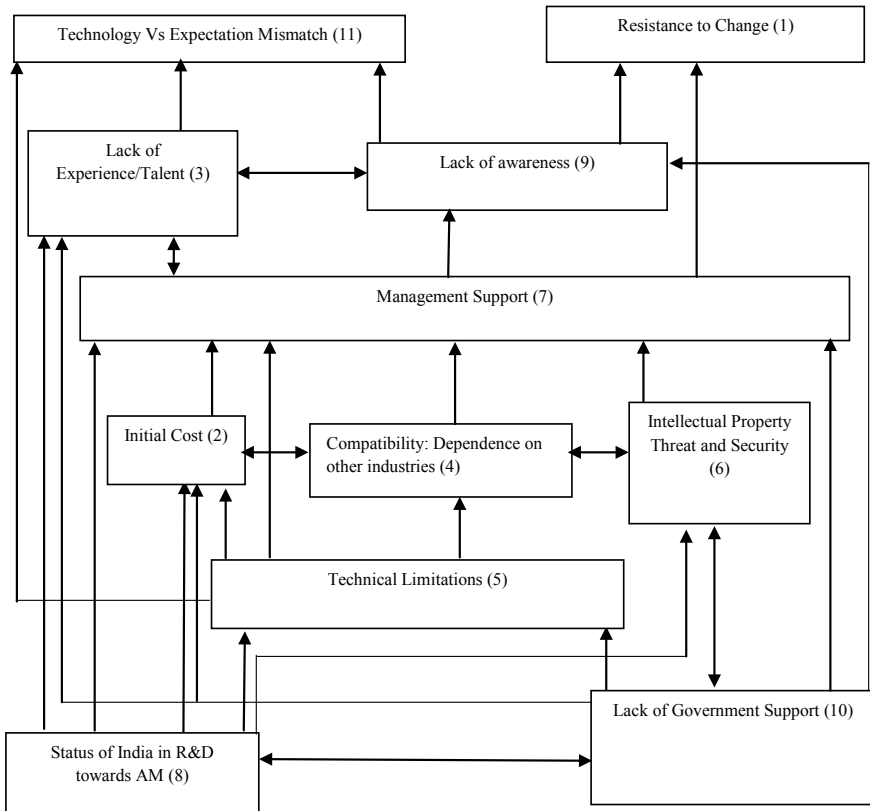 Technology Vs Expectation Mismatch (11)
Resistance to Change (1)
Lack of
Experience/Talent (3)
Lack of awareness (9)
Management Support (7)
Initial Cost (2)
Compatibility: Dependence on
other industries (4)
Intellectual Property
Threat and Security
(6)
Technical Limitations (5)
Lack of Government Support (10)
Status of India in R&D
towards AM (8)